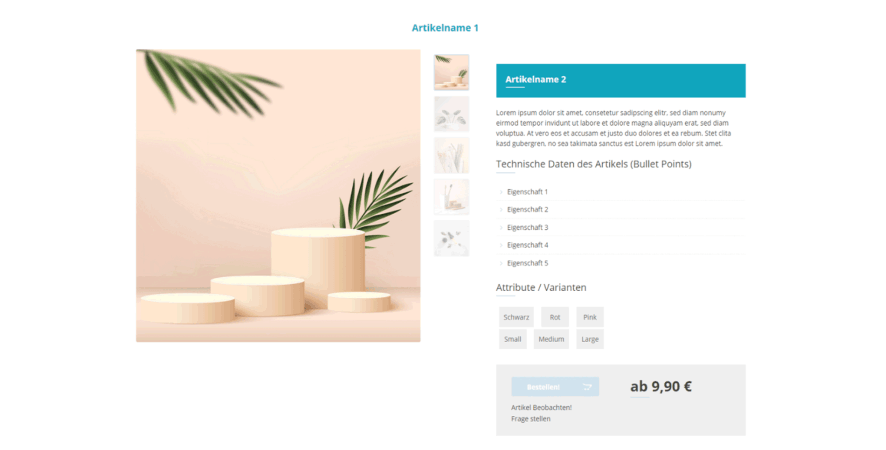 Artikelname 1
Artikelname 2
Lorem ipsum dolor sit amet, consetetur sadipscing elitr, sed diam nonumy
eirmod tempor invidunt ut labore et dolore magna aliquyam erat, sed diam
voluptua. At vero eos et accusam et justo duo dolores et ea rebum. Stet clita
kasd gubergren, no sea takimata sanctus est Lorem ipsum dolor sit amet.
Technische Daten des Artikels (Bullet Points)
Eigenschaft 1
Eigenschaft 2
Eigenschaft 3
Eigenschaft 4
Eigenschaft 5
Attribute / Varianten
Schwarz Rot Pink
Small Medium Large
Bestellen! ab 9,90 €
Artikel Beobachten!
Frage stellen